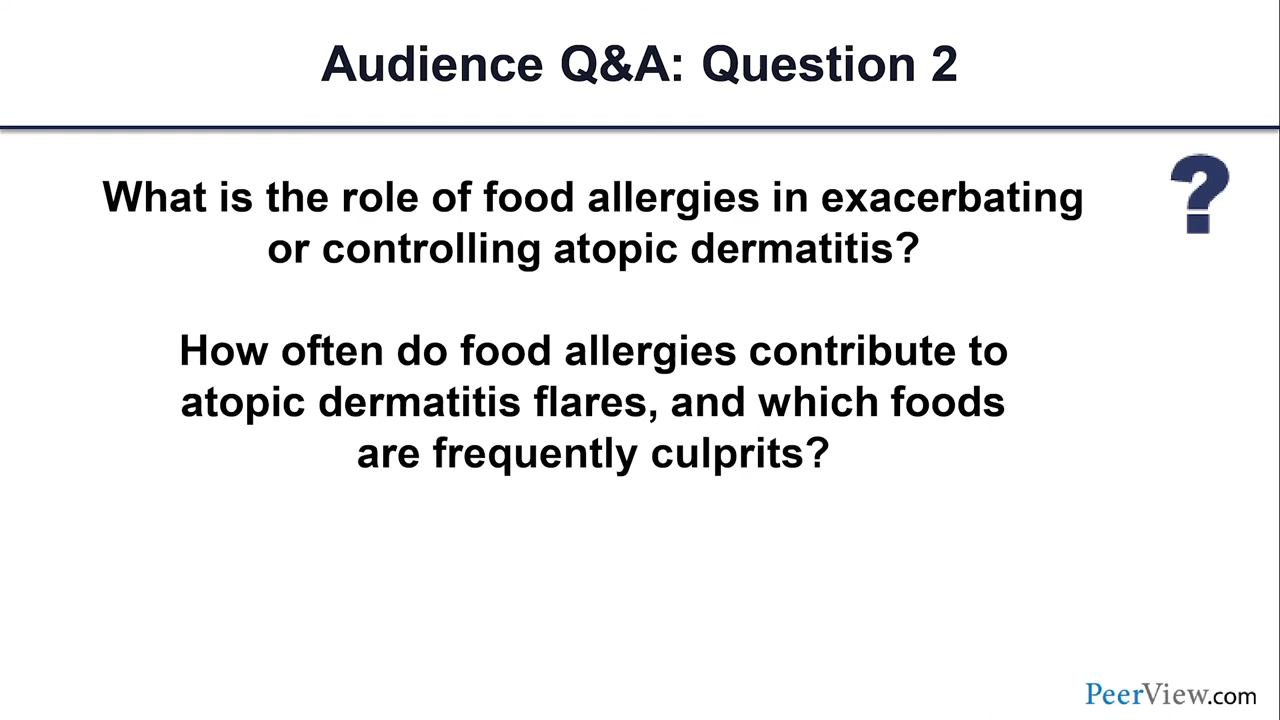 Audience Q&A: Question 2
What is the role of food allergies in exacerbating
or controlling atopic dermatitis?
How often do food allergies contribute to
atopic dermatitis flares, and which foods
are frequently culprits?
PeerView.com